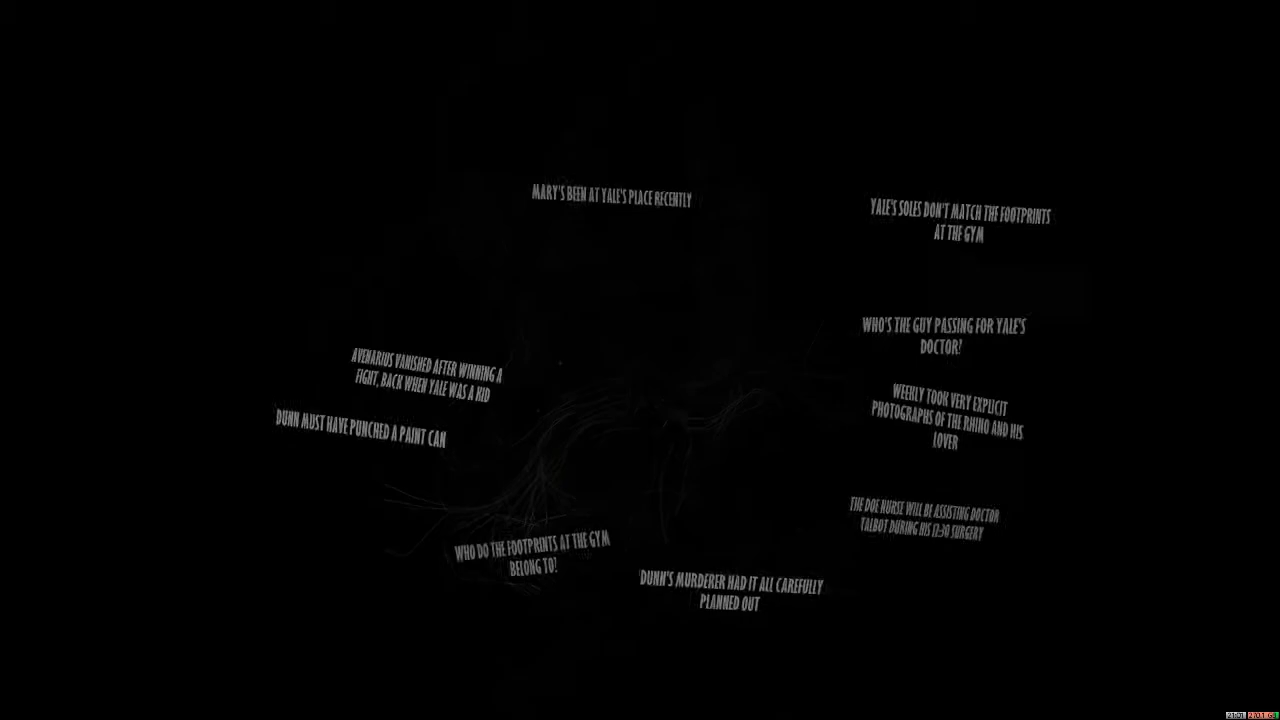 MARY'S BEEN AT YALE'S PLACE RECENTLY
YALE'S SOLES DON'T MATCH THE FOOTPRINTS
AT THE GYM
WHO'S THE GUY PASSING FOR YALE'S
DOCTOR?
AVENARIUS VANISHED AFTER WINNING A
FIGHT, BACK WHEN YALE WAS A KID
WEEKLY TOOK VERY EXPLICIT
PHOTOGRAPHS OF THE RHINO AND HIS
LOVER
DUNN MUST HAVE PUNCHED A PAINT CAN
THE DOE NURSE WILL BE ASSISTING DOCTOR
TALBOT DURING HIS 12:30 SURGERY
WHO DO THE FOOTPRINTS AT THE GYM
BELONG TO?
DUNN'S MURDERER HAD IT ALL CAREFULLY
PLANNED OUT